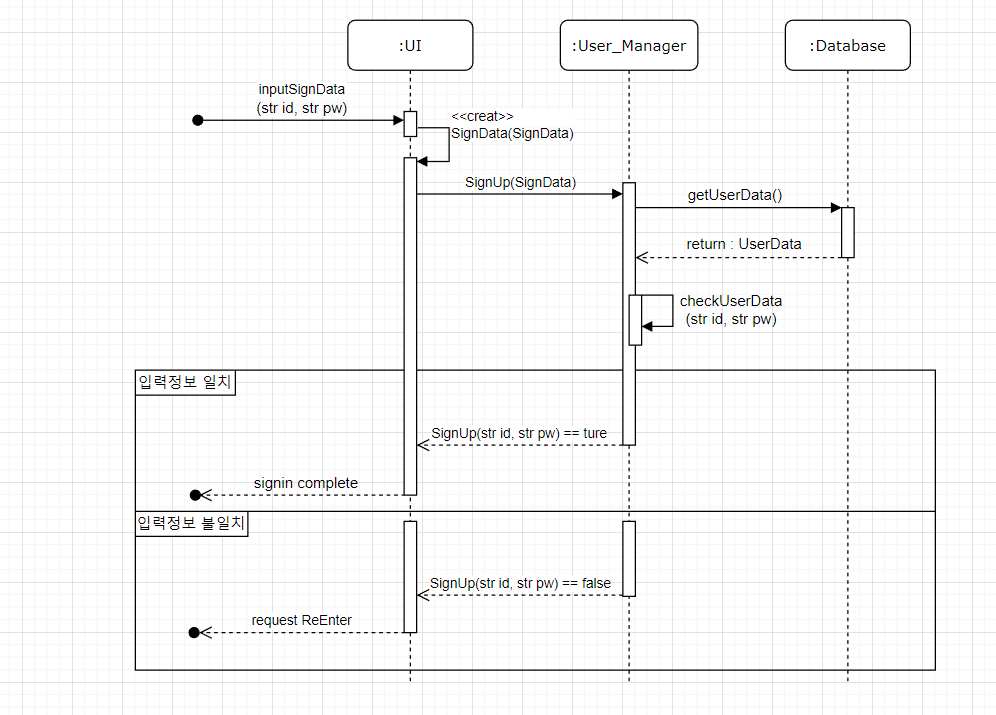 :UI
:User_Manager
:Database
inputSignData
(str id, str pw)
<<creat>>
SignData(SignData)
SignUp(SignData)
getUserData()
return : UserData
checkUserData
(str id, str pw)
입력정보 일치
SignUp(str id, str pw) == ture
signin complete
입력정보 불일치
SignUp(str id, str pw) == false
request ReEnter